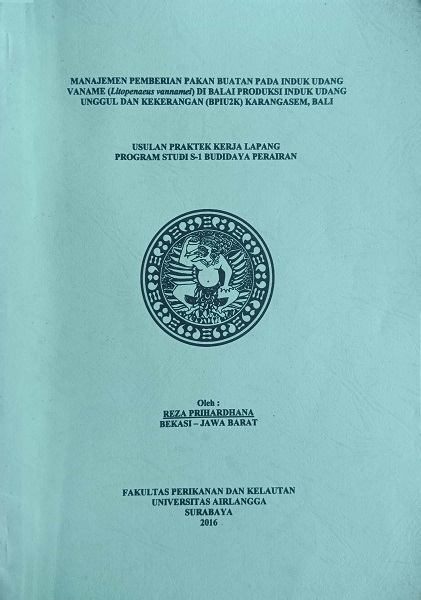 MANAJEMEN PEMBERIAN PAKAN BUATAN PADA INDUK UDANG
VANAME (Litopenaeus vannamei) DI BALAI PRODUKSI INDUK UDANG
UNGGUL DAN KEKERANGAN (BPIU2K) KARANGASEM, BALI
USULAN PRAKTEK KERJA LAPANG
PROGRAM STUDI S-1 BUDIDAYA PERAIRAN
Oleh :
REZA PRIHARDHANA
BEKASI – JAWA BARAT
FAKULTAS PERIKANAN DAN KELAUTAN
UNIVERSITAS AIRLANGGA
SURABAYA
2016